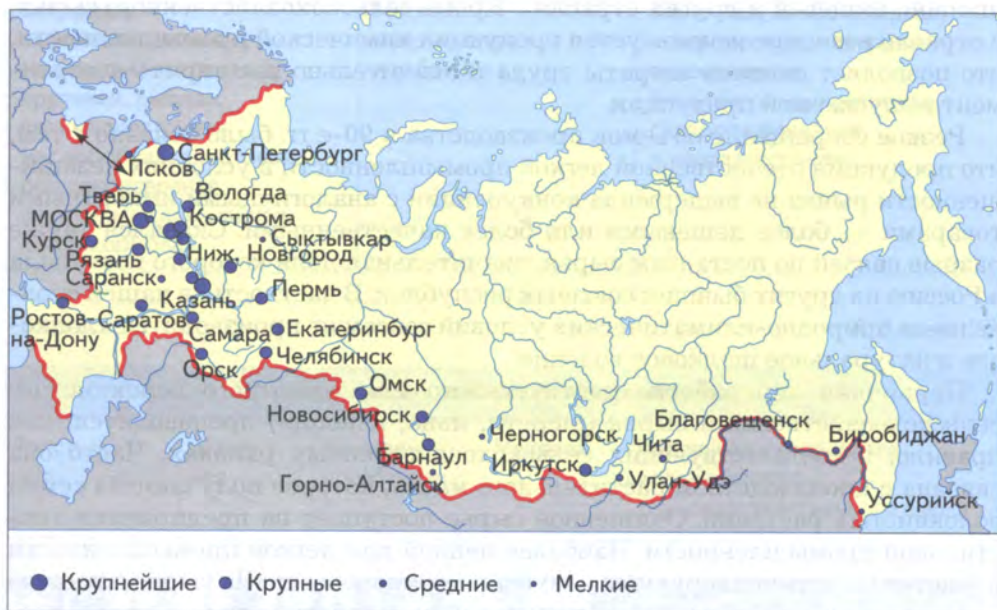 Санкт-Петербург
Псков
Тверь
Вологда
МОСКВА
Кострома
Курск
Сыктывкар
Рязань
Ниж. Новгород
Саранск
Казань
Пермь
Ростов-
на-Дону
Саратов
Екатеринбург
Самара
Челябинск
Орск
Омск
Новосибирск
Благовещенск
Черногорск
Чита
Биробиджан
Барнаул
Иркутск
Горно-Алтайск
Улан-Удэ
Уссурийск
Крупнейшие Крупные Средние Мелкие